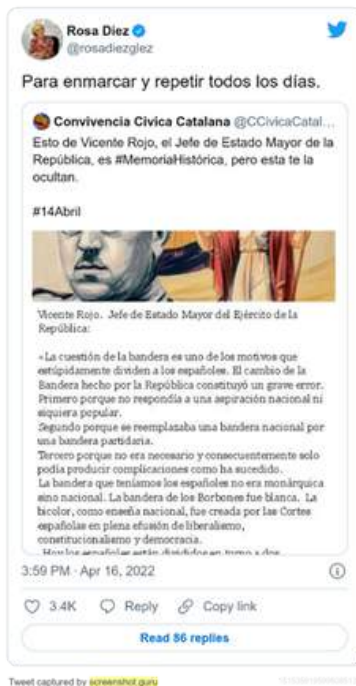 Rosa Diez
@rosadiezglez
Para enmarcar y repetir todos los días.
Convivencia Civica Catalana @CCivicaCatal...
Esto de Vicente Rojo, el Jefe de Estado Mayor de la
República, es #MemoriaHistórica, pero esta te la
ocultan.
#14Abril
Vicente Rojo. Jefe de Estado Mayor del Ejército de la
República:
«La cuestión de la bandera es uno de los motivos que
estúpidamente dividen a los españoles. El cambio de la
Bandera hecho por la República constituyó un grave error.
Primero porque no respondía a una aspiración nacional ni
siquiera popular.
Segundo porque se reemplazaba una bandera nacional por
una bandera partidaria.
Tercero porque no era necesario y consecuentemente solo
podía producir complicaciones como ha sucedido.
La bandera que teníamos los españoles no era monárquica
sino nacional. La bandera de los Borbones fue blanca. La
bicolor, como enseña nacional, fue creada por las Cortes
españolas en plena efusión de liberalismo,
constitucionalismo y democracia.
Hoy los españoles están divididos en torno a dos
3:59 PM · Apr 16, 2022
3.4K Reply Copy link
Read 86 replies
Tweet captured by screenshot.guru